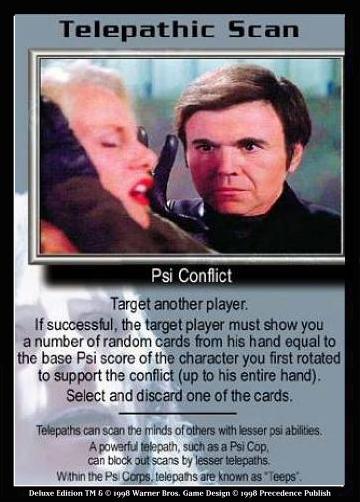 Telepathic Scan
Psi Conflict
Target another player.
If successful, the target player must show you
a number of random cards from his hand equal to
the base Psi score of the character you first rotated
to support the conflict (up to his entire hand).
Select and discard one of the cards.
Telepaths can scan the minds of others with lesser psi abilities.
A powerful telepath, such as a Psi Cop,
can block out scans by lesser telepaths.
Within the Psi Corps, telepaths are known as "Teeps".
Deluxe Edition TM & © 1998 Warner Bros. Game Design © 1998 Precedence Publish